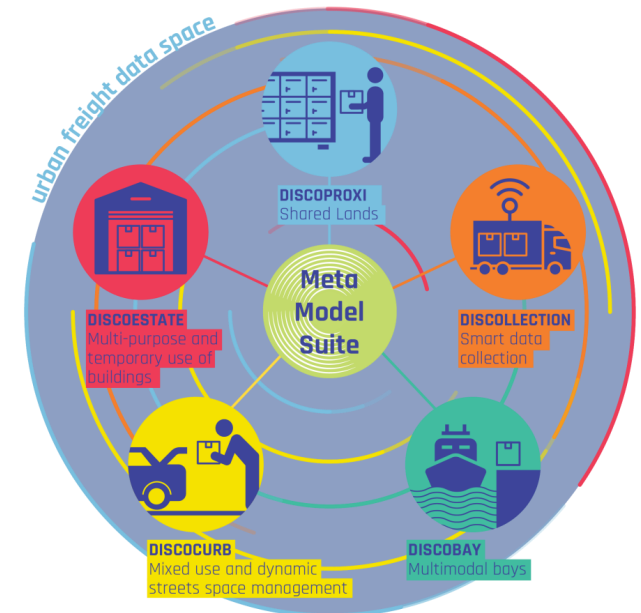 urban freight data space
DISCOPROXI
Shared Lands
DISCOESTATE
Multi-purpose and
temporary use of
buildings
Meta
Model
Suite
DISCOLLECTION
Smart data
collection
DISCOCURB
Mixed use and dynamic
streets space management
DISCOBAY
Multimodal bays